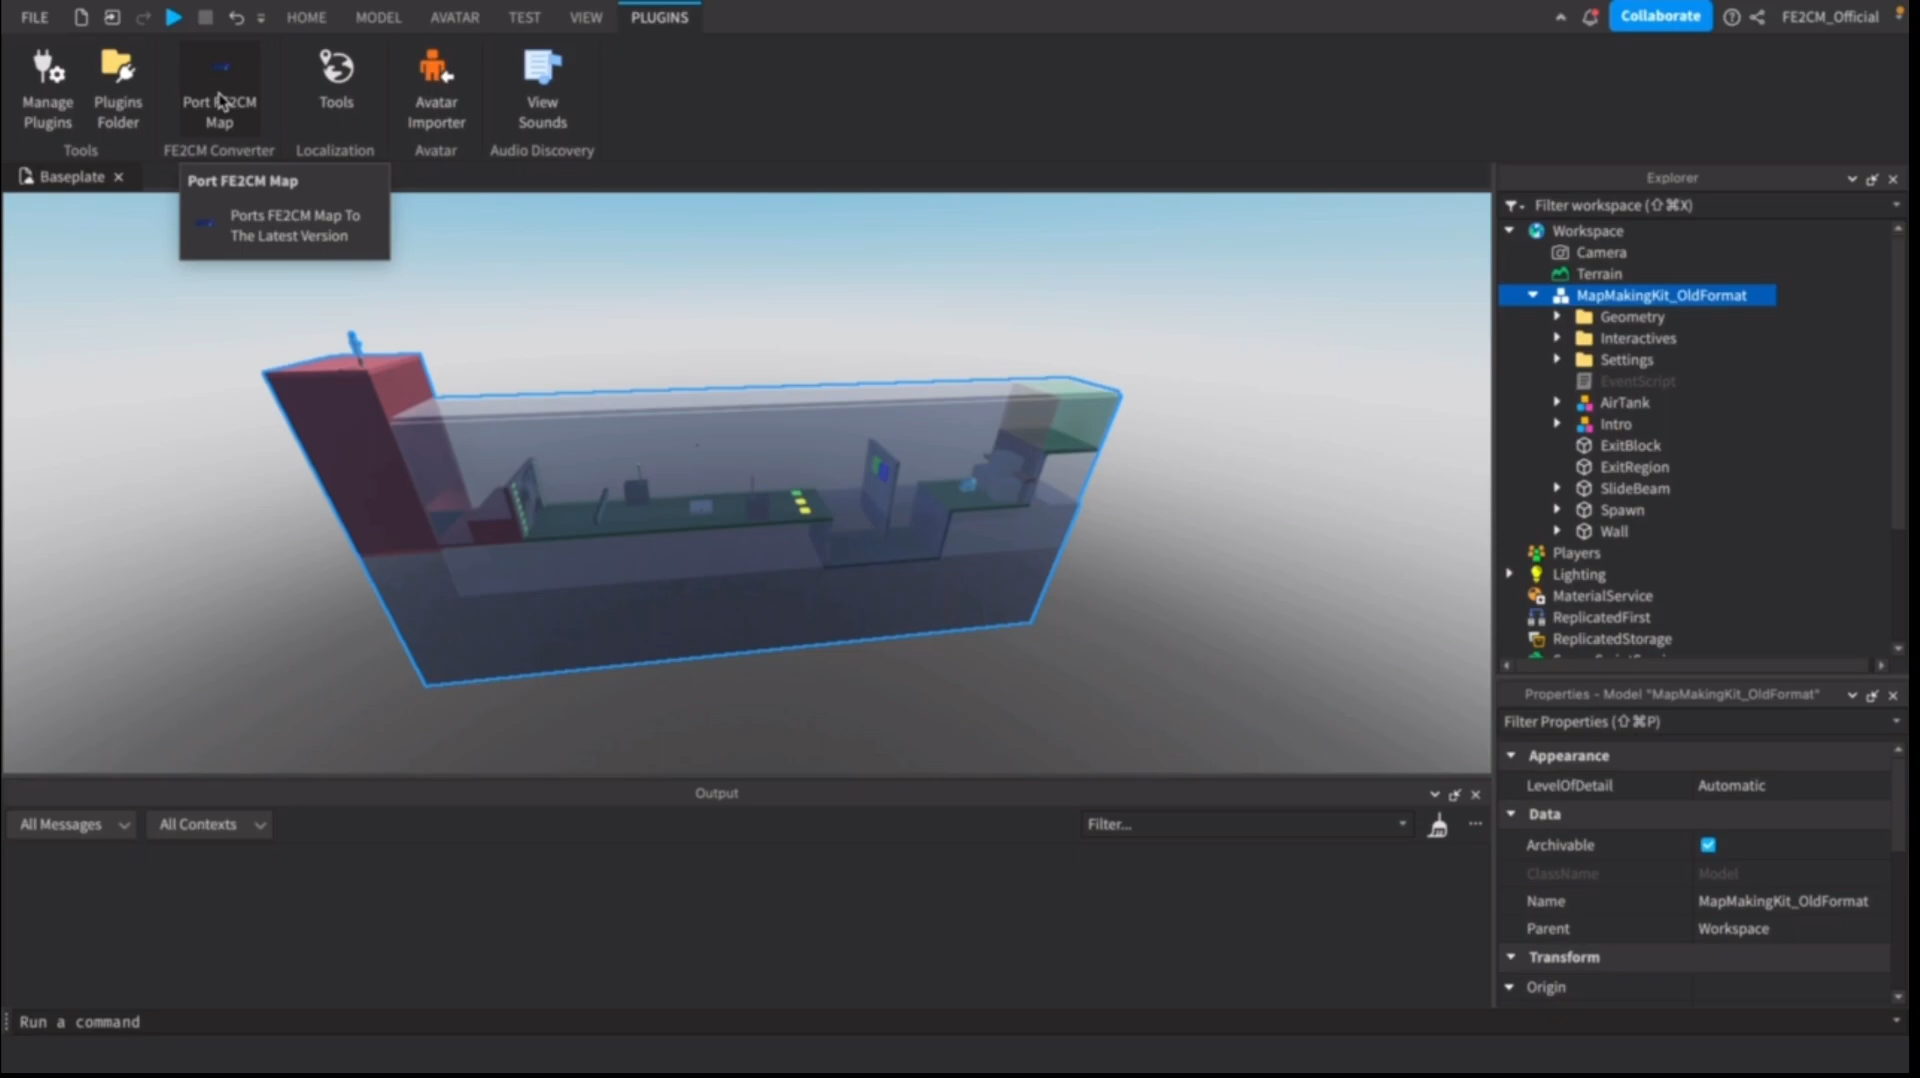 FILE
HOME
MODEL
AVATAR
TEST
VIEW
PLUGINS
Collaborate
FE2CM_Official
Manage
Plugins
Plugins
Folder
Port FE2CM
Map
Tools
Avatar
Importer
View
Sounds
Tools
FE2CM Converter
Localization
Avatar
Audio Discovery
Baseplate
Port FE2CM Map
Ports FE2CM Map To
The Latest Version
Explorer
Filter workspace (⇧⌘X)
Workspace
Camera
Terrain
MapMakingKit_OldFormat
Geometry
Interactives
Settings
EventScript
AirTank
Intro
ExitBlock
ExitRegion
SlideBeam
Spawn
Wall
Players
Lighting
MaterialService
ReplicatedFirst
ReplicatedStorage
Properties - Model "MapMakingKit_OldFormat"
Filter Properties (⇧⌘P)
Appearance
LevelOfDetail Automatic
Data
Archivable
ClassName Model
Name MapMakingKit_OldFormat
Parent Workspace
Transform
Origin
Output
All Messages
All Contexts
Filter...
Run a command